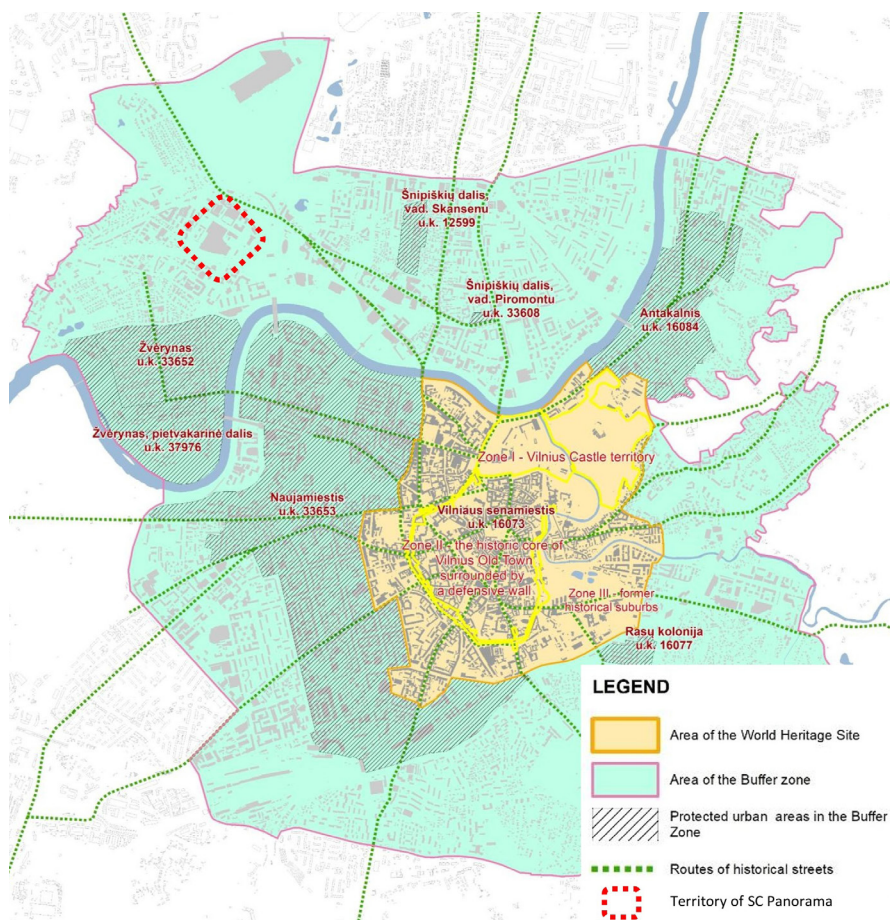 Šnipiškių dalis,
vad. Skansenu
u.k. 12599
Šnipiškių dalis,
vad. Piromontu
u.k. 33608
Antakalnis
u.k. 16084
Žvėrynas
u.k. 33652
Žvėrynas, pietvakarinė dalis
u.k. 37976
Zone I - Vilnius Castle territory
Naujamiestis
u.k. 33653
Vilniaus senamiestis
u.k. 16073
Zone II - the historic core of
Vilnius Old Town
surrounded by
a defensive wall
Zone III - former
historical suburbs
Rasų kolonija
u.k. 16077
LEGEND
Area of the World Heritage Site
Area of the Buffer zone
Protected urban areas in the Buffer
Zone
Routes of historical streets
Territory of SC Panorama